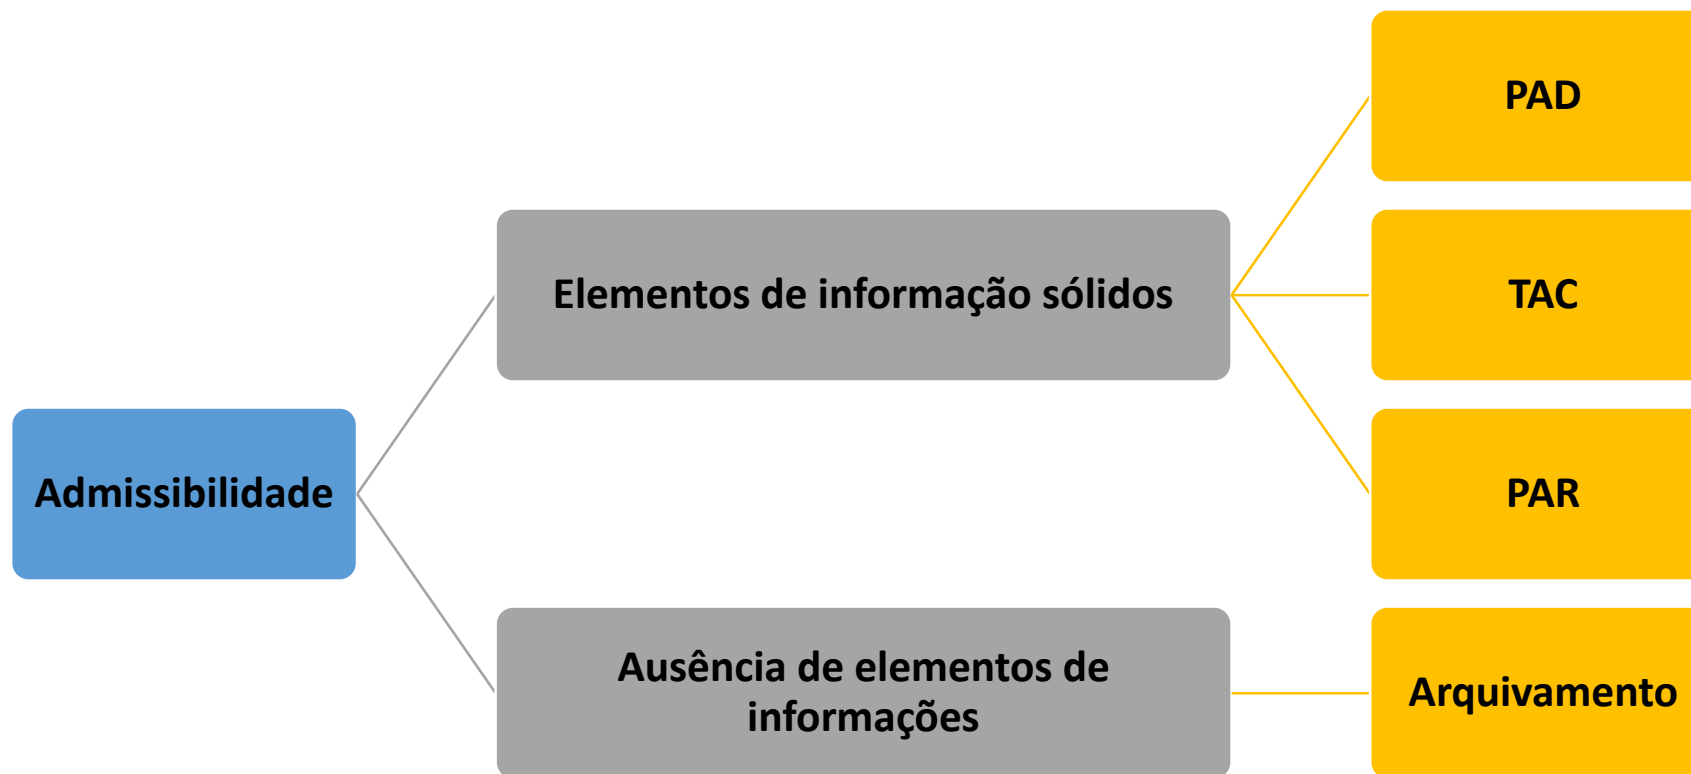 PAD
Elementos de informação sólidos
TAC
Admissibilidade
PAR
Ausência de elementos de
informações
Arquivamento